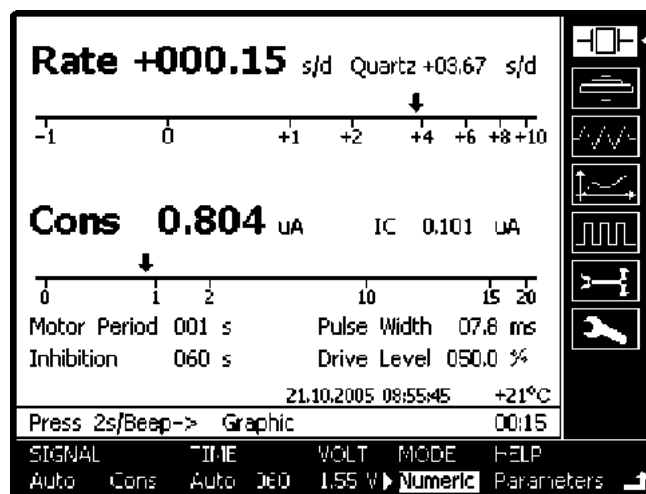 Rate +000.15 s/d Quartz +03.67 s/d
-1 0 +1 +2 +4 +6 +8 +10
Cons 0.804 uA IC 0.101 uA
0 1 2 10 15 20
Motor Period 001 s Pulse Width 07.8 ms
Inhibition 060 s Drive Level 050.0 %
21.10.2005 08:55:45 +21°C
Press 2s/Beep-> Graphic 00:15
SIGNAL TIME VOLT MODE HELP
Auto Cons Auto 060 1.55 V Numeric Parameters